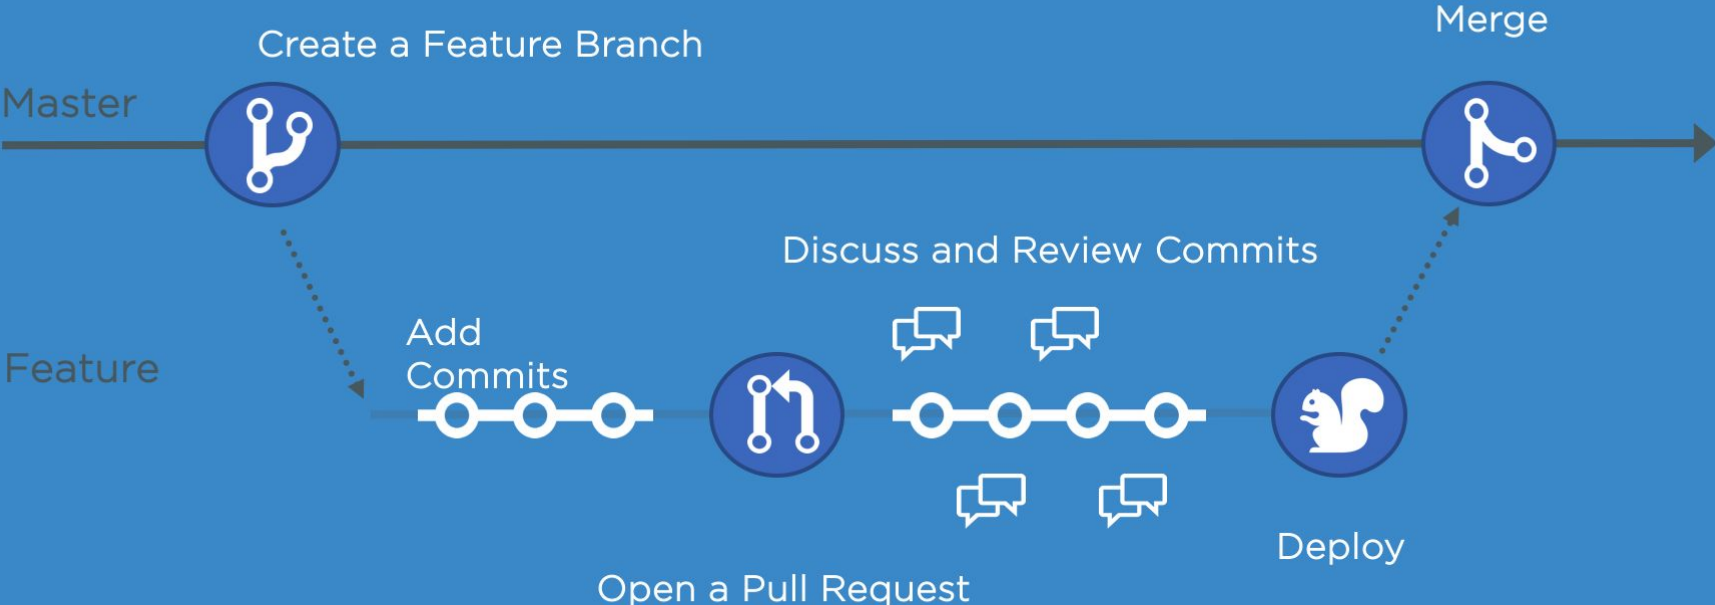 Merge
Create a Feature Branch
Master
Discuss and Review Commits
Add
Commits
Feature
Deploy
Open a Pull Request